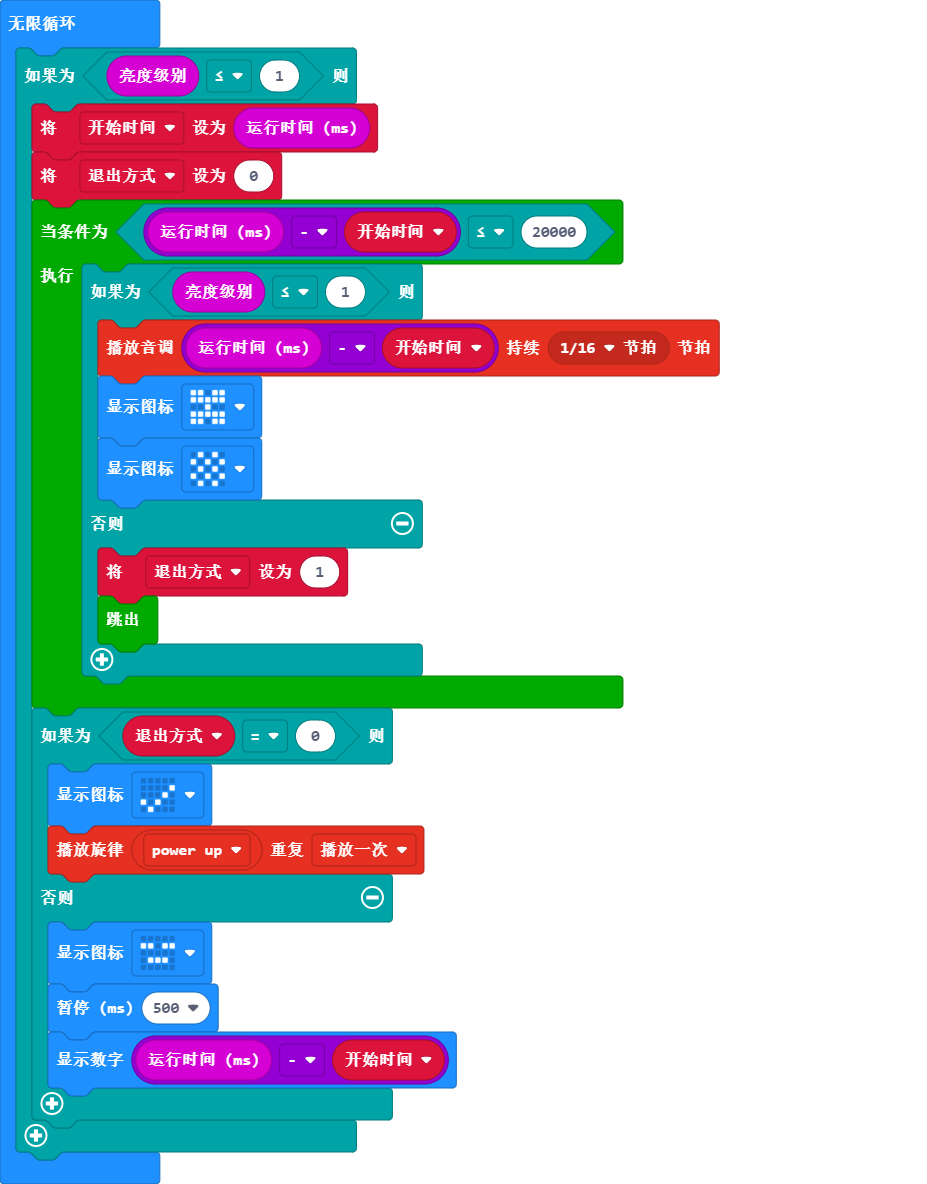 无限循环
如果为 亮度级别 ≤ 1 则
将 开始时间 设为 运行时间 (ms)
将 退出方式 设为 0
当条件为 运行时间 (ms) - 开始时间 ≤ 20000
执行 如果为 亮度级别 ≤ 1 则
播放音调 运行时间 (ms) - 开始时间 持续 1/16 节拍 节拍
显示图标
显示图标
否则
将 退出方式 设为 1
跳出
如果为 退出方式 = 0 则
显示图标
播放旋律 power up 重复 播放一次
否则
显示图标
暂停 (ms) 500
显示数字 运行时间 (ms) - 开始时间